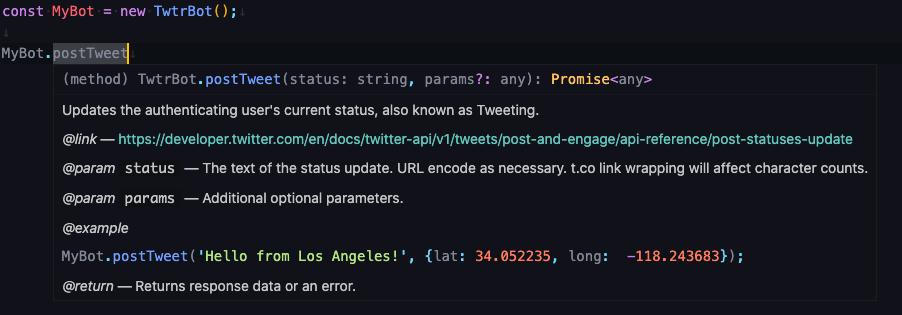 const MyBot = new TwtrBot();↓
↓
MyBot.postTweet↓
(method) TwtrBot.postTweet(status: string, params?: any): Promise<any>
Updates the authenticating user's current status, also known as Tweeting.
@link — https://developer.twitter.com/en/docs/twitter-api/v1/tweets/post-and-engage/api-reference/post-statuses-update
@param status — The text of the status update. URL encode as necessary. t.co link wrapping will affect character counts.
@param params — Additional optional parameters.
@example
MyBot.postTweet('Hello from Los Angeles!', {lat: 34.052235, long:  -118.243683});
@return — Returns response data or an error.